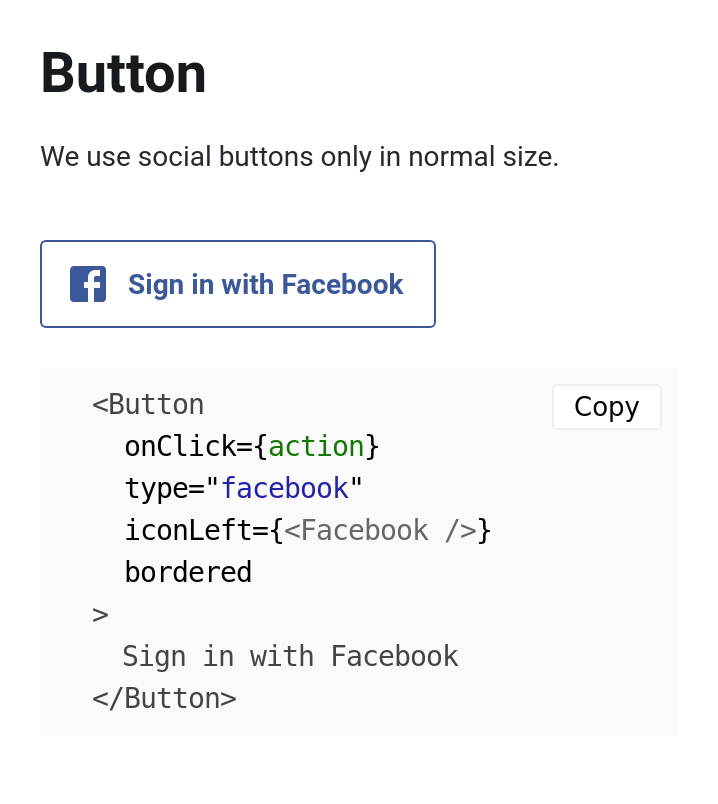 Button
We use social buttons only in normal size.
Sign in with Facebook
Copy
<Button
  onClick={action}
  type="facebook"
  iconLeft={<Facebook />}
  bordered
>
  Sign in with Facebook
</Button>